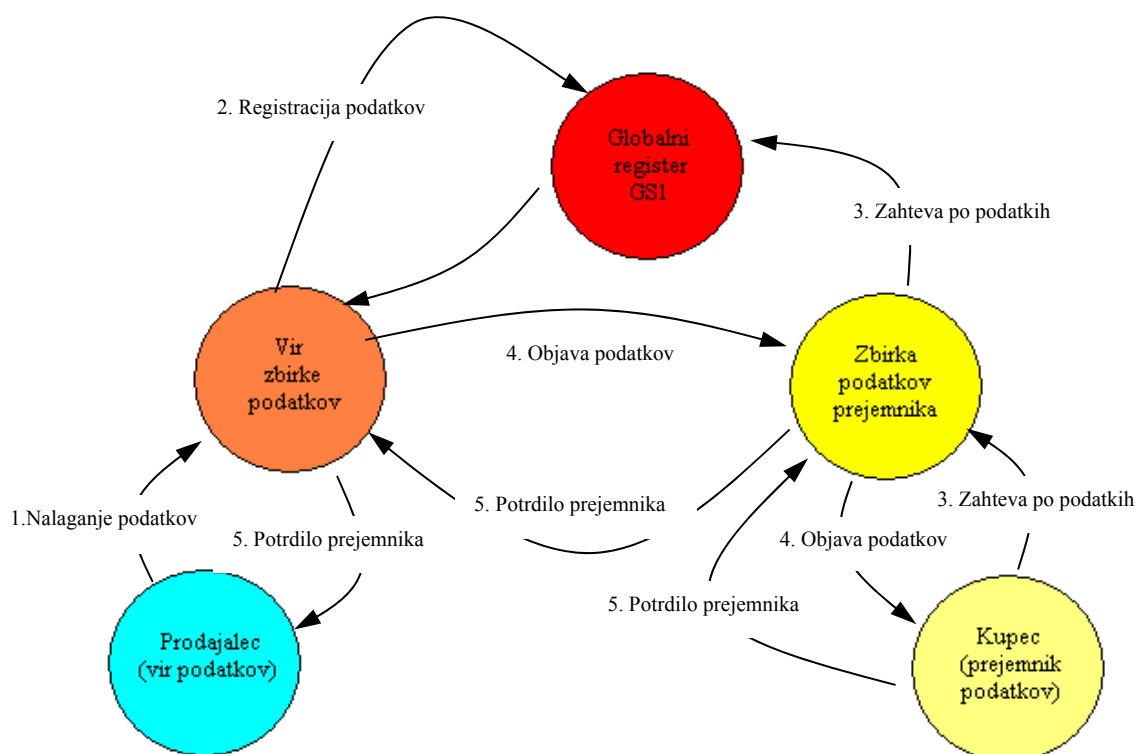 2. Registracija podatkov
Globalni
register
GS1
3. Zahteva po podatkih
Vir
zbirke
podatkov
4. Objava podatkov
Zbirka
podatkov
prejemnika
1.Nalaganje podatkov
5. Potrdilo prejemnika
5. Potrdilo prejemnika
3. Zahteva po podatkih
4. Objava podatkov
5. Potrdilo prejemnika
Prodajalec
(vir podatkov)
Kupec
(prejemnik
podatkov)